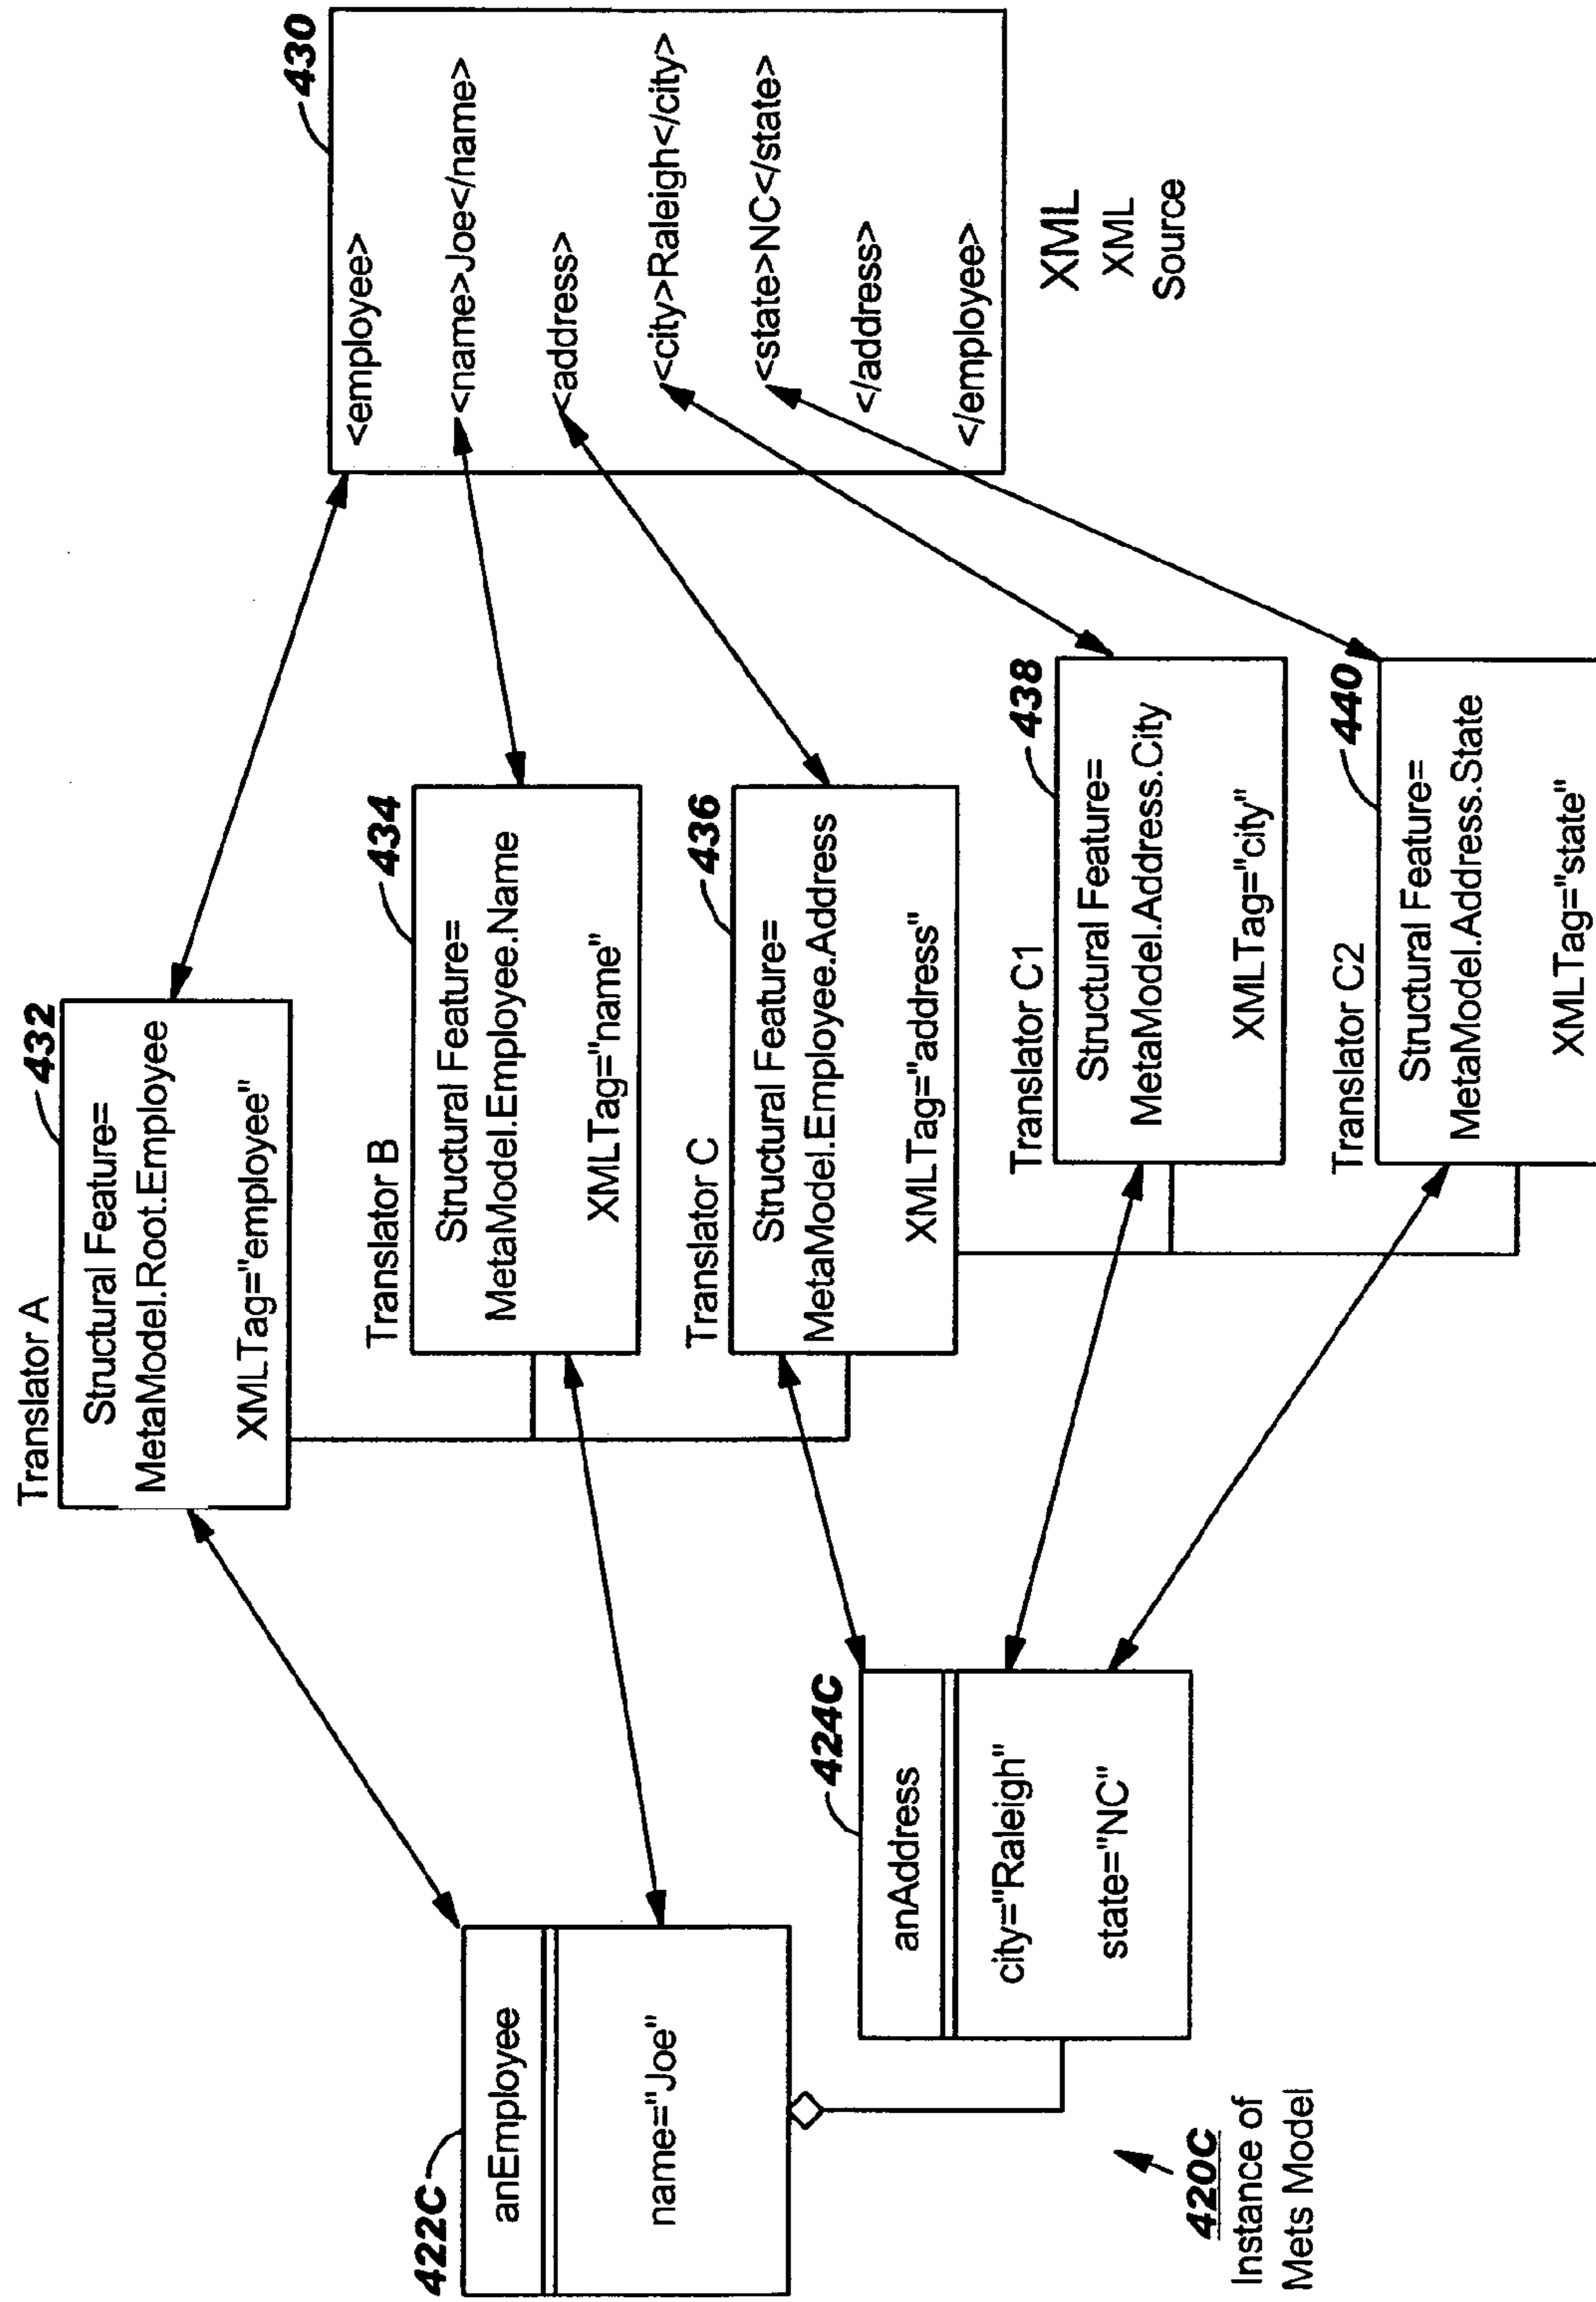 Translator A
432
Structural Feature=
MetaModel.Root.Employee
XMLTag="employee"
422C
anEmployee
name="Joe"
Translator B
434
Structural Feature=
MetaModel.Employee.Name
XMLTag="name"
430
<employee>
<name>Joe</name>
<address>
<city>Raleigh</city>
<state>NC</state>
</address>
</employee>
XML
XML
Source
Translator C
436
Structural Feature=
MetaModel.Employee.Address
XMLTag="address"
424C
anAddress
city="Raleigh"
state="NC"
Translator C1
438
Structural Feature=
MetaModel.Address.City
XMLTag="city"
Translator C2
440
Structural Feature=
MetaModel.Address.State
XMLTag="state"
420C
Instance of
Mets Model